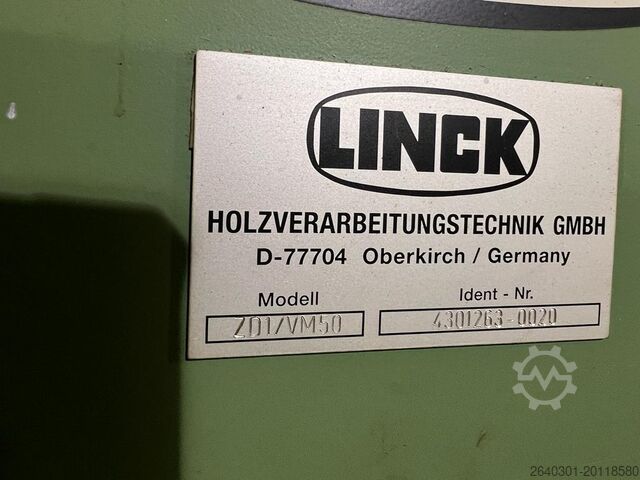 LINCK
HOLZVERARBEITUNGSTECHNIK GMBH
D-77704 Oberkirch / Germany
Modell Ident - Nr.
ZD1/VM50 4301263-0020
2640301-20118580